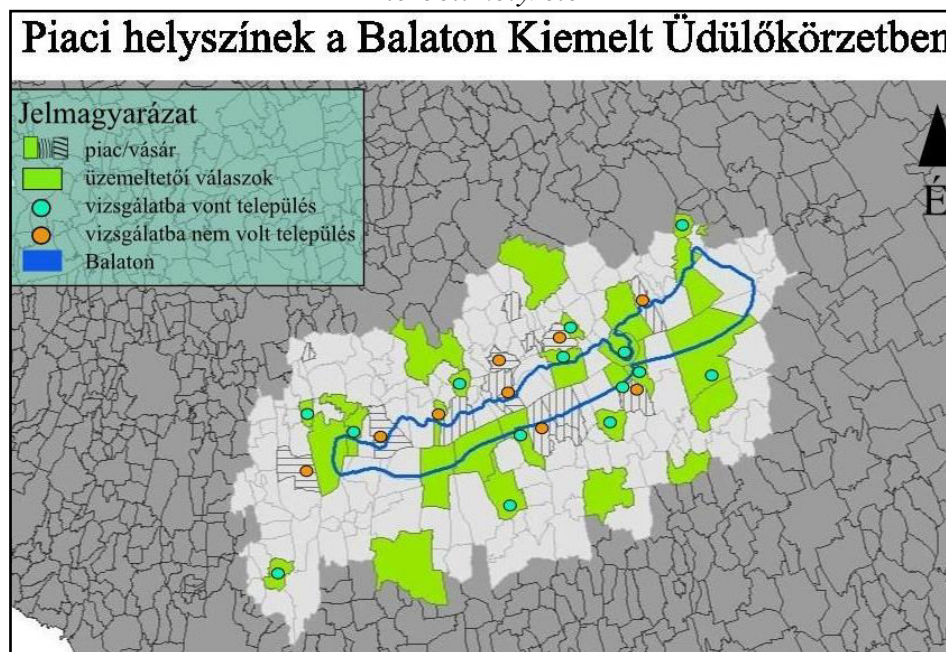 Piaci helyszínek a Balaton Kiemelt Üdülőkörzetben
Jelmagyarázat
piac/vásár
üzemeltetői válaszok
vizsgálatba vont település
vizsgálatba nem volt település
Balaton
É